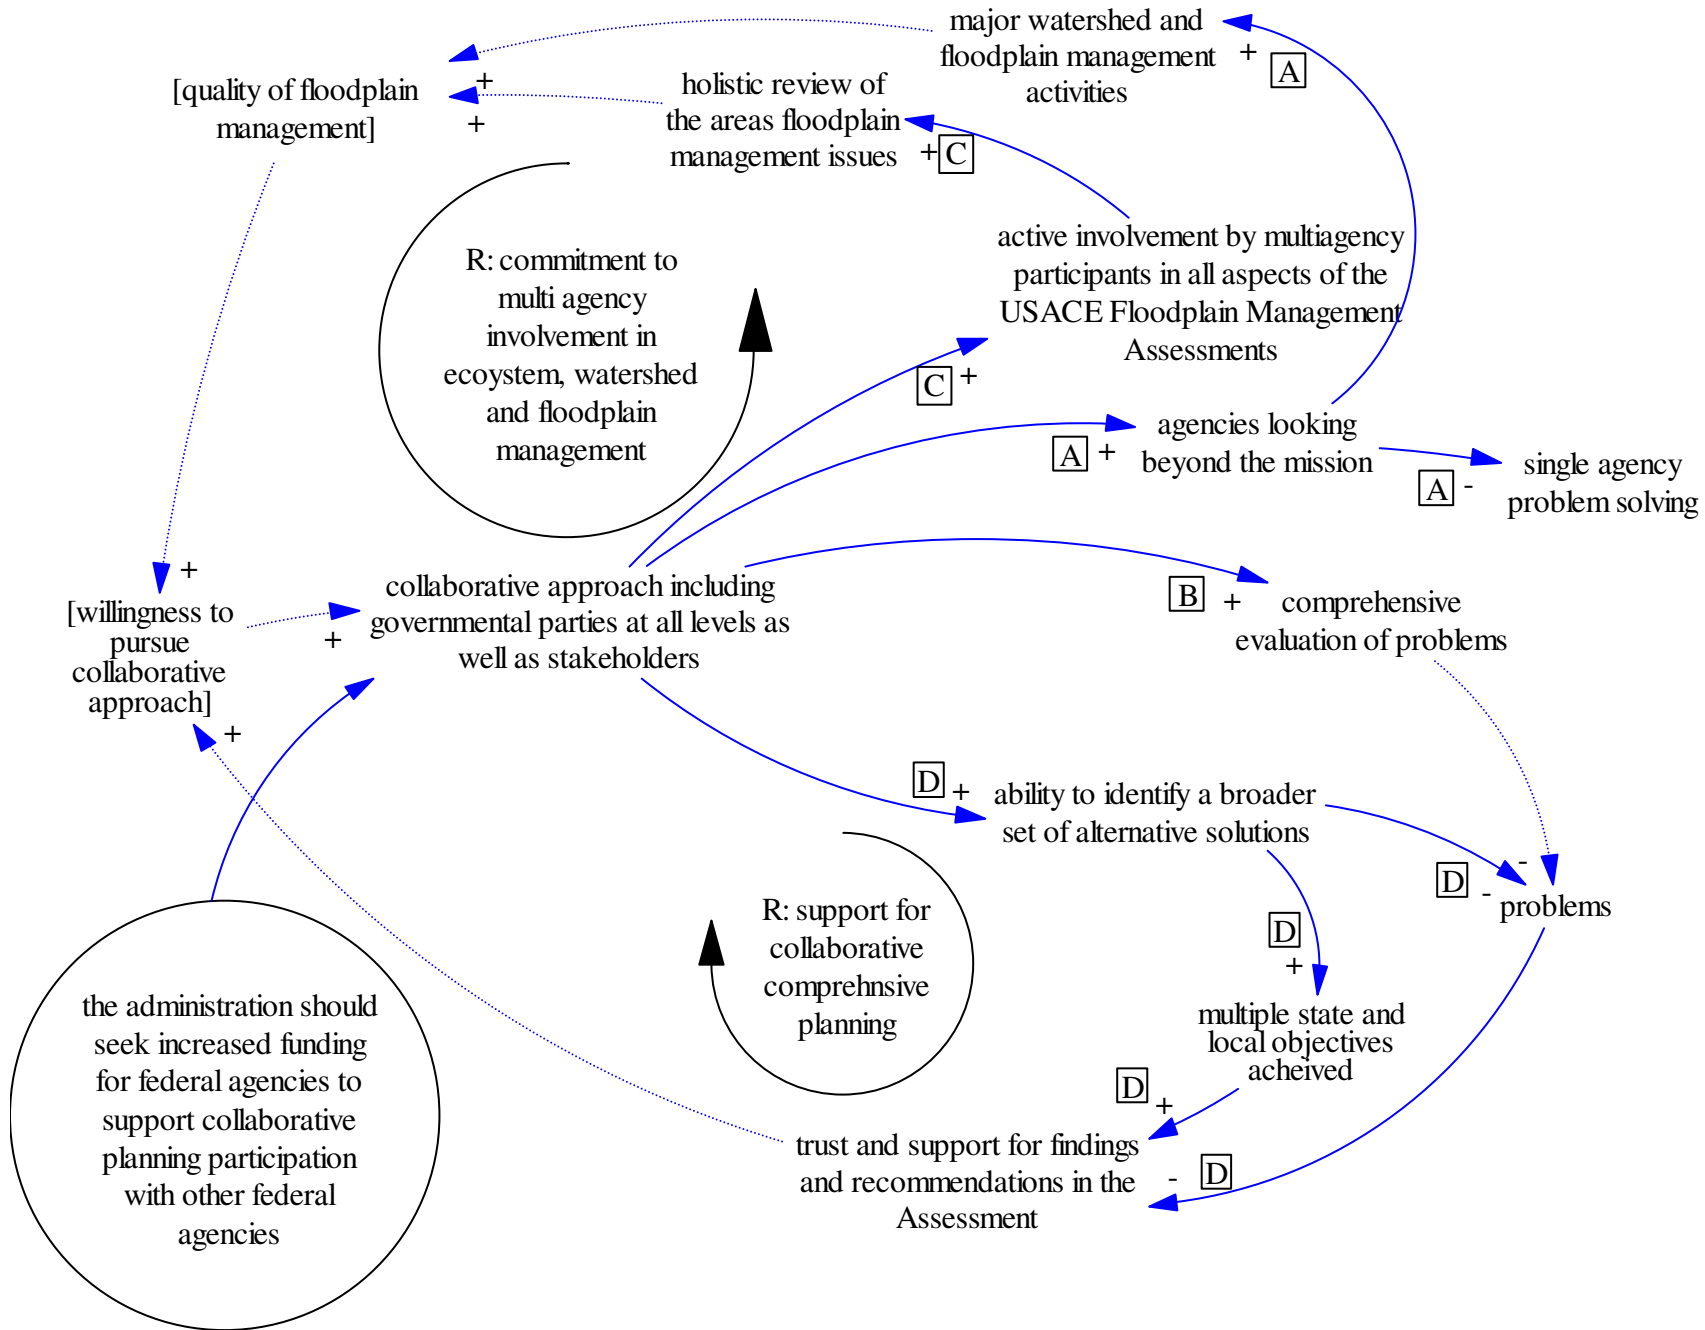 major watershed and
floodplain management
activities
+
A
[quality of floodplain
management]
+
+
holistic review of
the areas floodplain
management issues
+
C
active involvement by multiagency
participants in all aspects of the
USACE Floodplain Management
Assessments
R: commitment to
multi agency
involvement in
ecoystem, watershed
and floodplain
management
C +
agencies looking
beyond the mission
A +
A -
single agency
problem solving
+
[willingness to
pursue
collaborative
approach]
+
+
collaborative approach including
governmental parties at all levels as
well as stakeholders
B +
comprehensive
evaluation of problems
D +
ability to identify a broader
set of alternative solutions
-
D -
problems
D
+
R: support for
collaborative
comprehnsive
planning
multiple state and
local objectives
acheived
D +
the administration should
seek increased funding
for federal agencies to
support collaborative
planning participation
with other federal
agencies
trust and support for findings
and recommendations in the
Assessment
- D